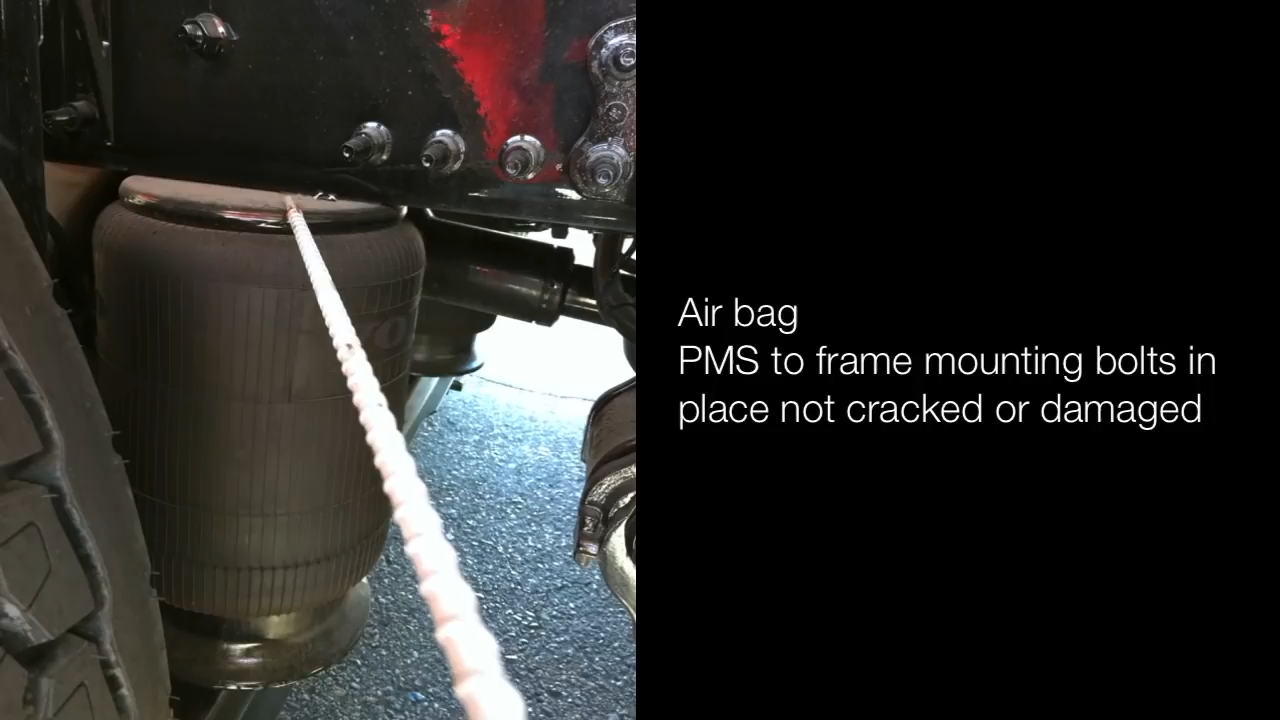 Air bag
PMS to frame mounting bolts in
place not cracked or damaged